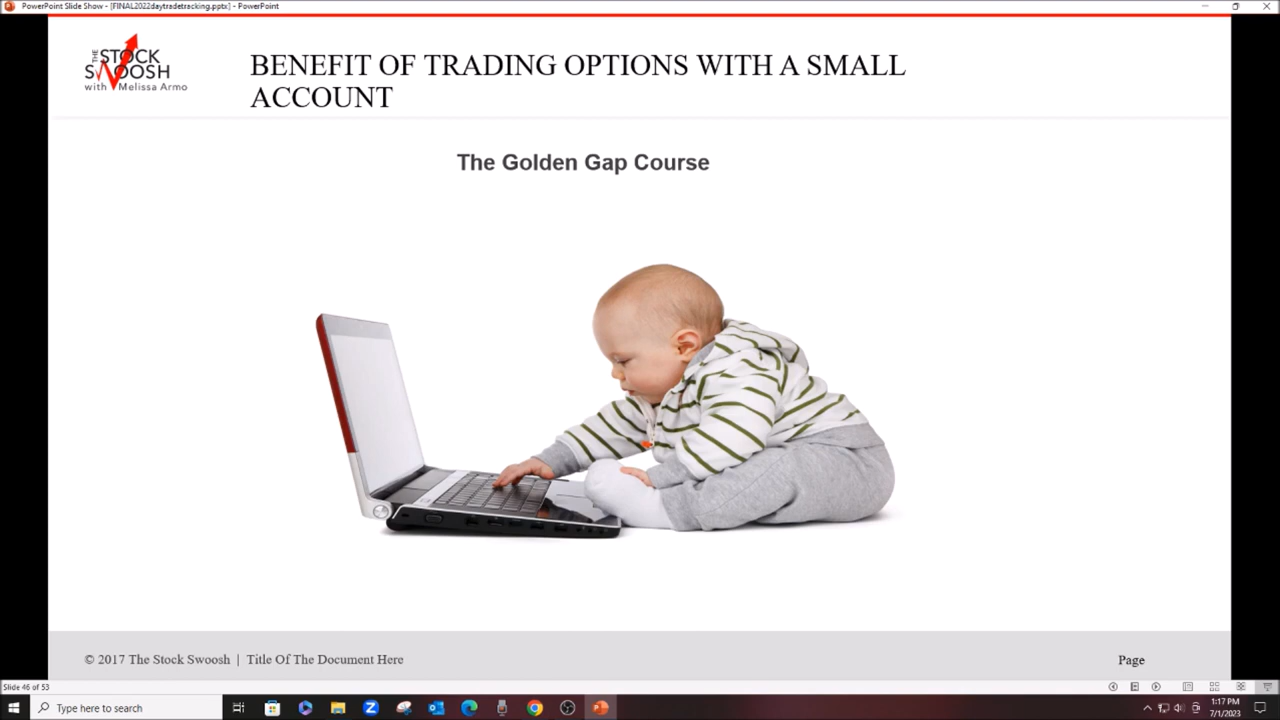 PowerPoint Slide Show - [FINAL2022daytradetracking.pptx] - PowerPoint
THE STOCK
SWOOSH
with Melissa Armo
BENEFIT OF TRADING OPTIONS WITH A SMALL
ACCOUNT
The Golden Gap Course
© 2017 The Stock Swoosh | Title Of The Document Here
Page
Slide 46 of 53
Type here to search
1:17 PM
7/1/2023